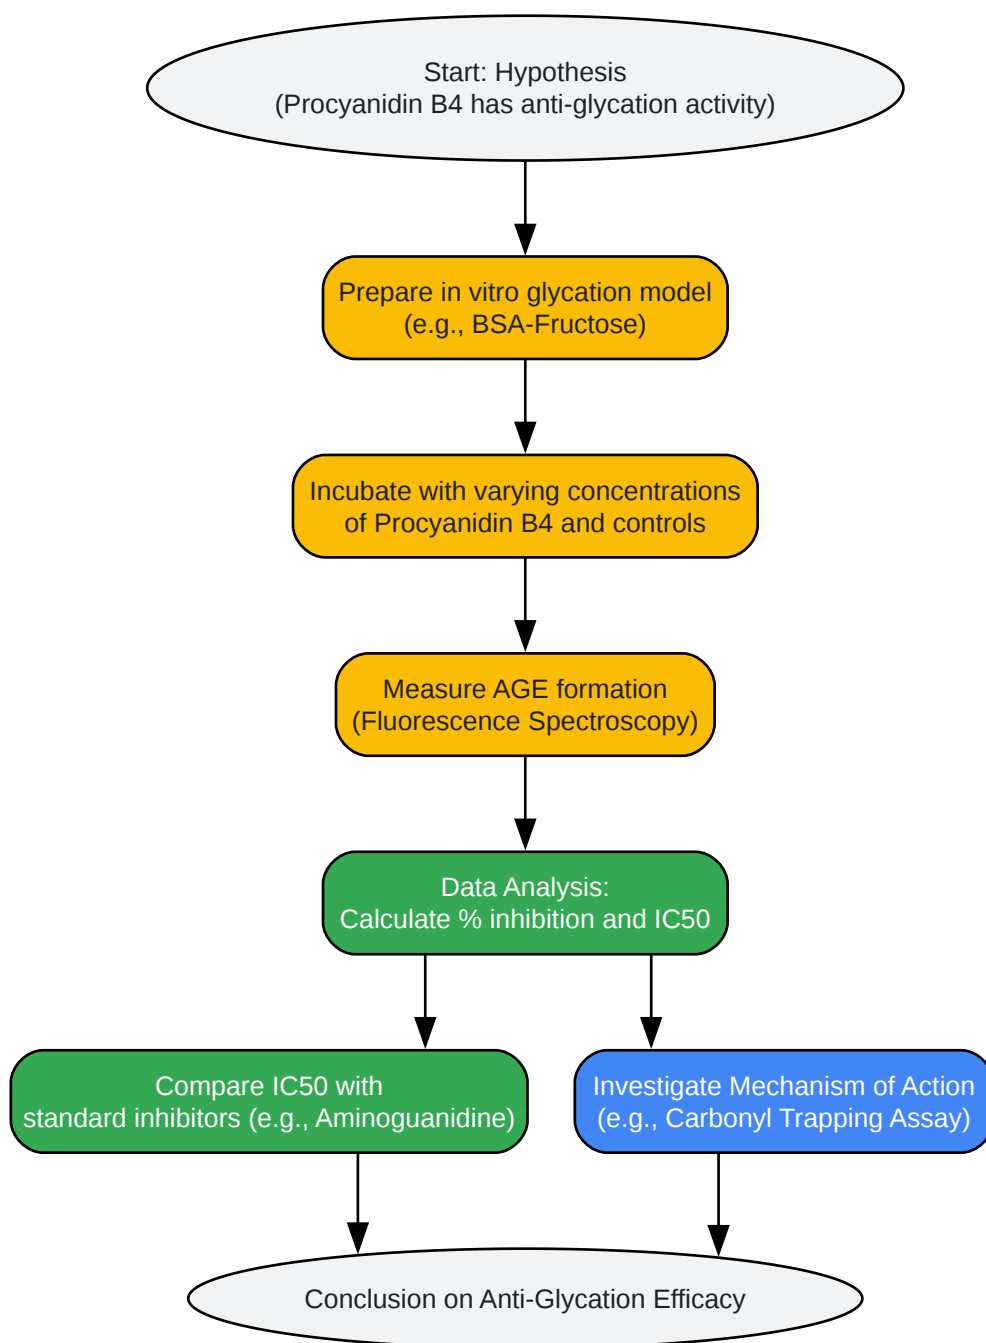 Start: Hypothesis
(Procyanidin B4 has anti-glycation activity)
Prepare in vitro glycation model
(e.g., BSA-Fructose)
Incubate with varying concentrations
of Procyanidin B4 and controls
Measure AGE formation
(Fluorescence Spectroscopy)
Data Analysis:
Calculate % inhibition and IC50
Compare IC50 with
standard inhibitors (e.g., Aminoguanidine)
Investigate Mechanism of Action
(e.g., Carbonyl Trapping Assay)
Conclusion on Anti-Glycation Efficacy